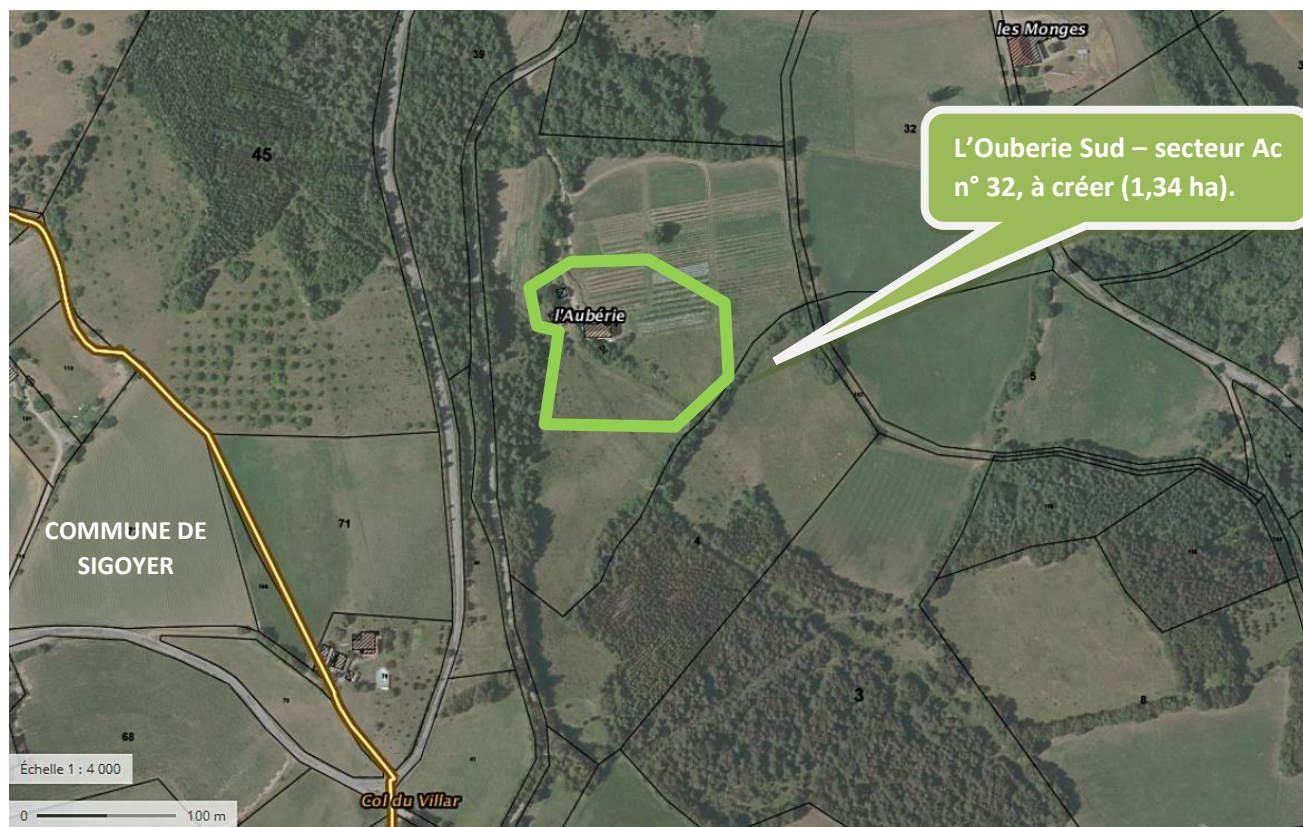 les Monges
39
45
32
L'Ouberie Sud – secteur Ac
n° 32, à créer (1,34 ha).
l'Aubérie
5
COMMUNE DE
SIGOYER
71
4
3
8
68
41
Échelle 1 : 4 000
0 100 m
Col du Villar